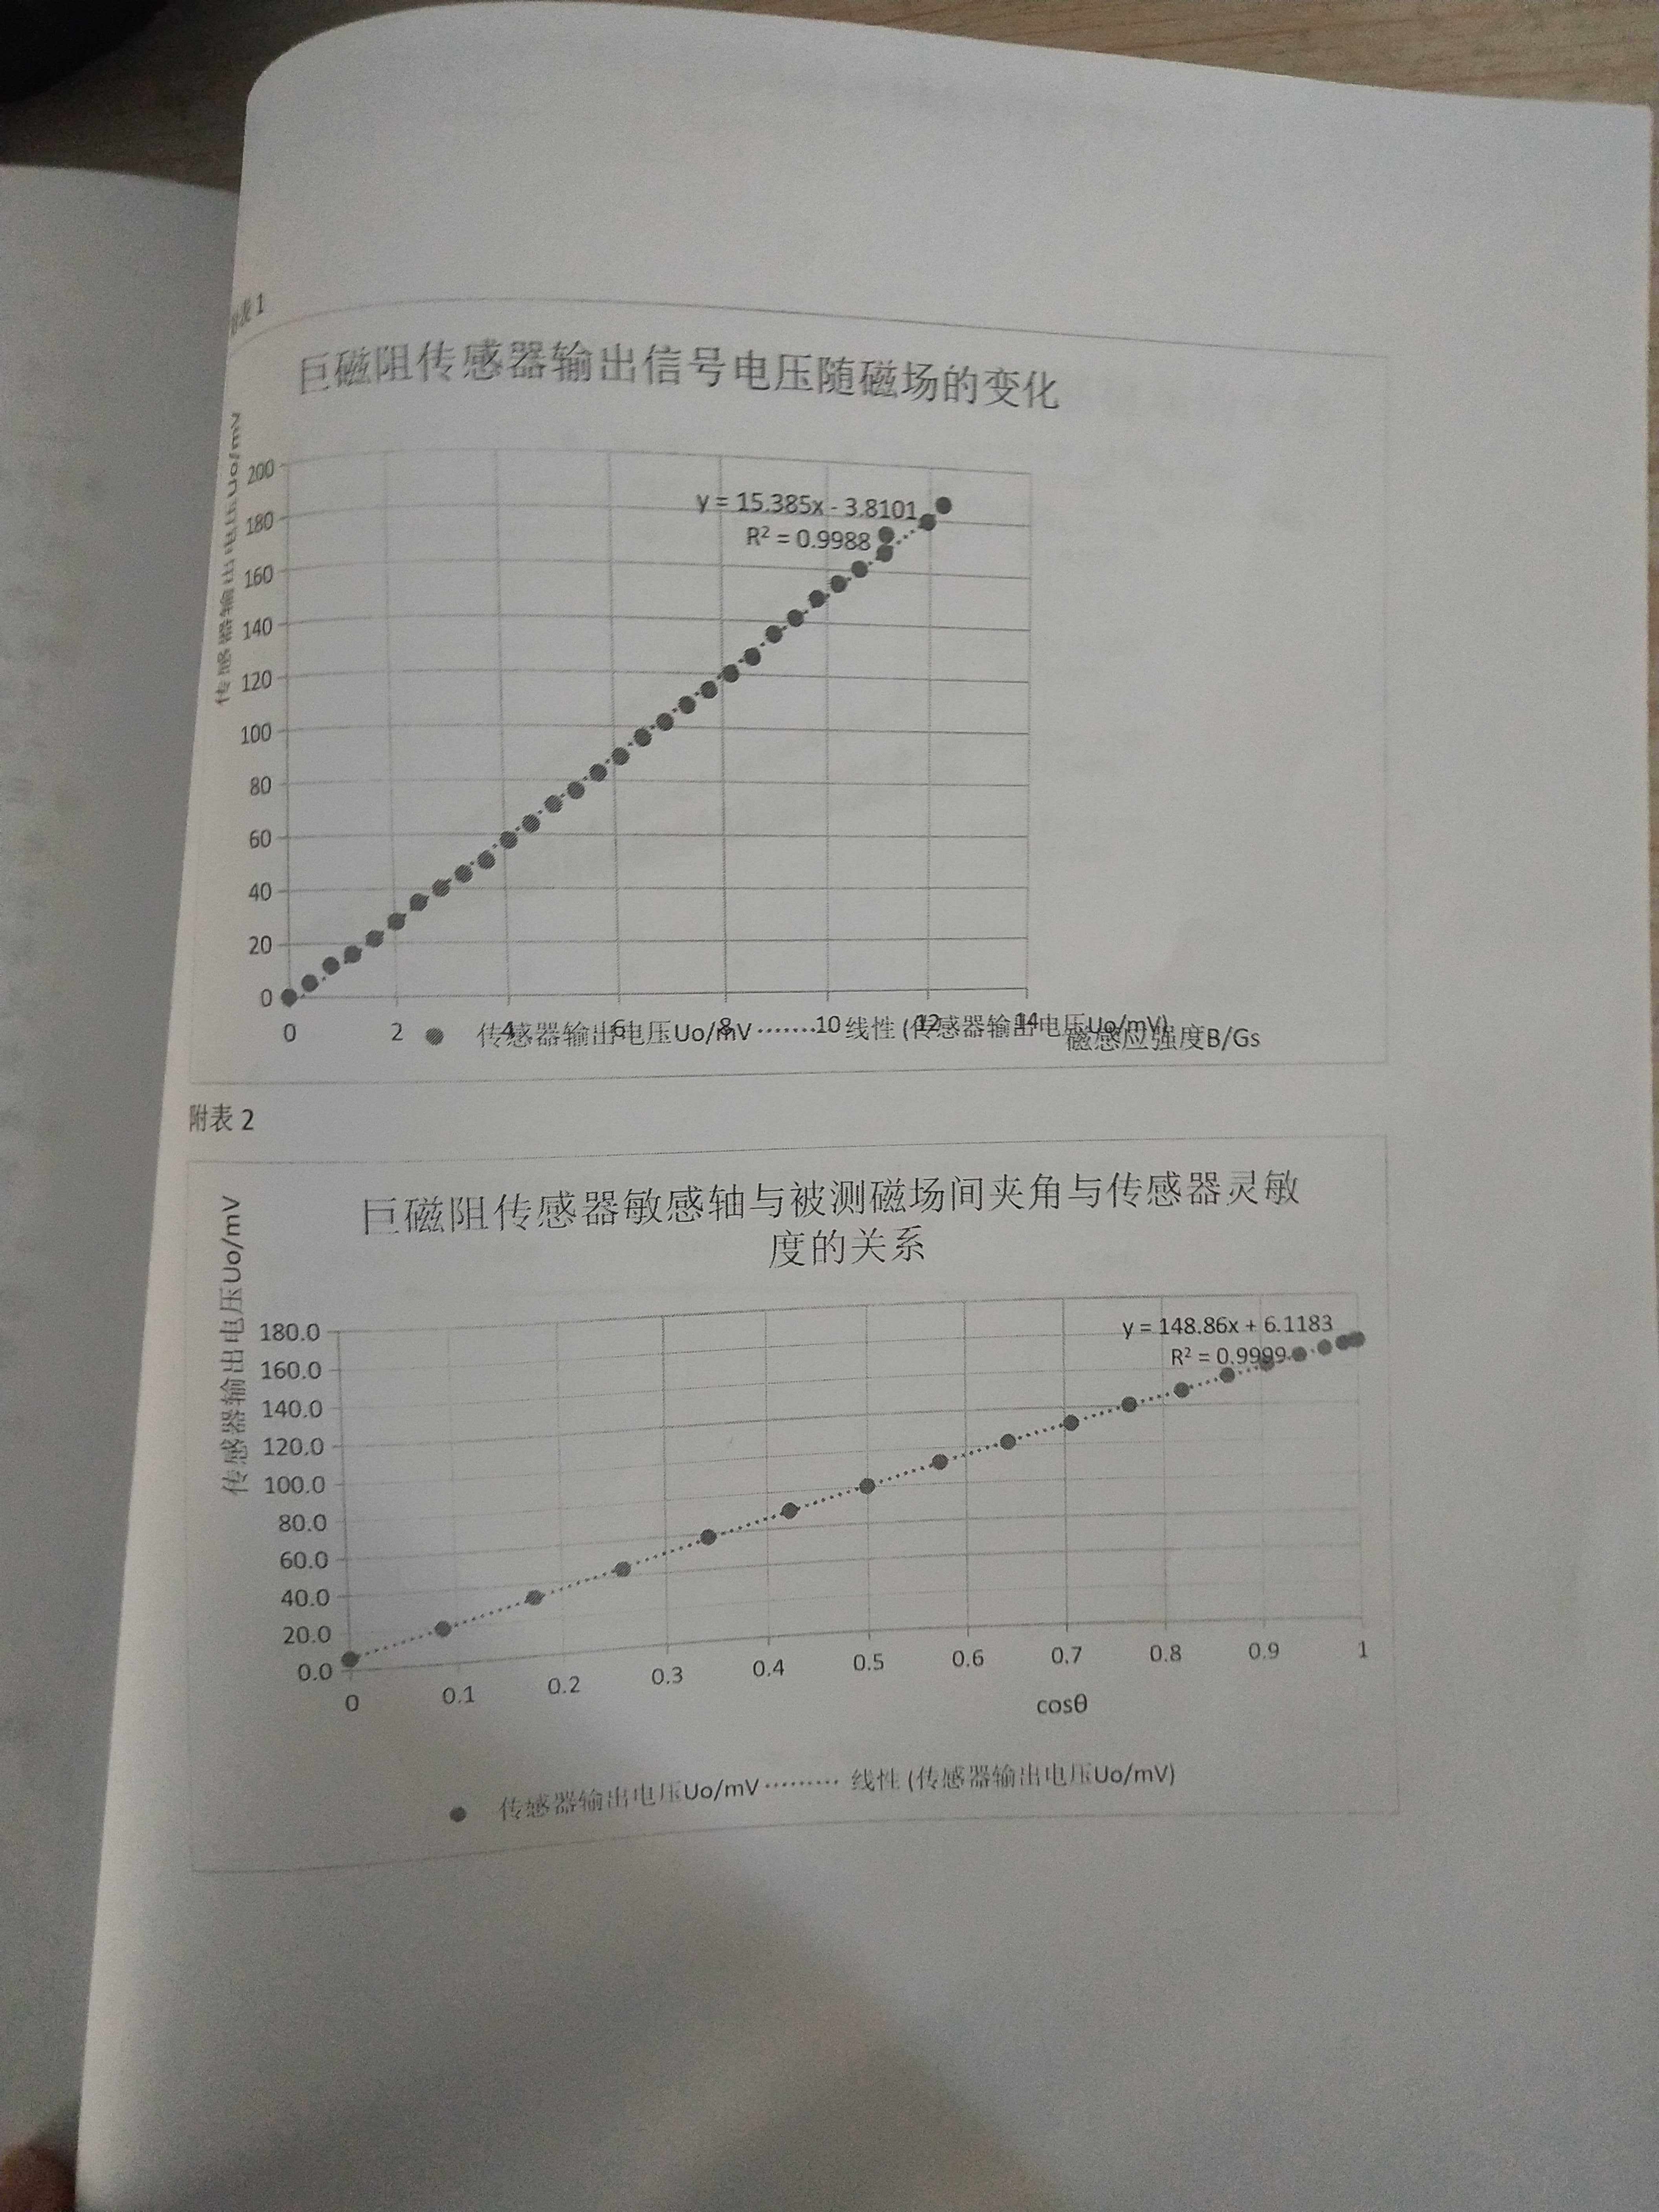 表1
巨磁阻传感器输出信号电压随磁场的变化
传感器输出电压Uo/mV
200
180
160
140
120
100
80
60
40
20
0
y = 15.385x - 3.8101
R² = 0.9988
0 2 4 6 8 10 12 14
传感器输出电压Uo/mV 线性 (传感器输出电压Uo/mV)
磁感应强度B/Gs
附表 2
巨磁阻传感器敏感轴与被测磁场间夹角与传感器灵敏
度的关系
传感器输出电压Uo/mV
180.0
160.0
140.0
120.0
100.0
80.0
60.0
40.0
20.0
0.0
y = 148.86x + 6.1183
R² = 0.9999
0 0.1 0.2 0.3 0.4 0.5 0.6 0.7 0.8 0.9 1
cosθ
传感器输出电压Uo/mV 线性 (传感器输出电压Uo/mV)